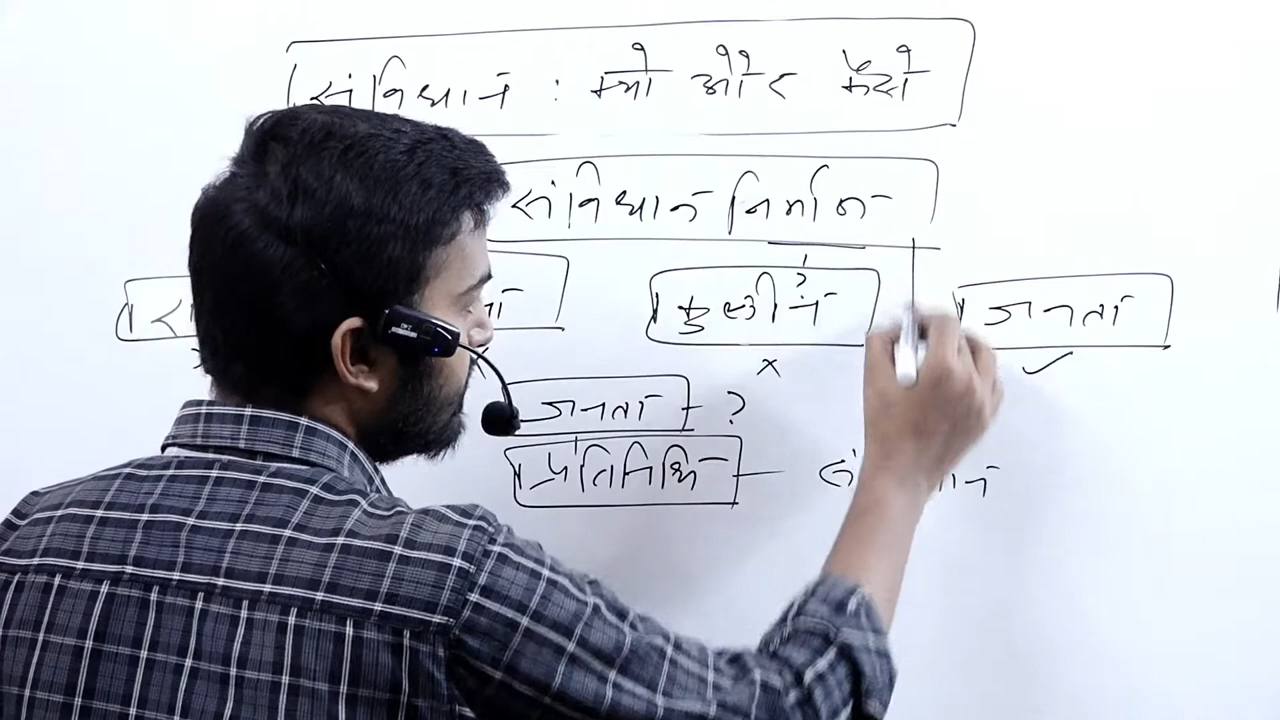 संविधान : क्यों और कैसे
संविधान निर्माण
?
जनता
× ✓
जनता - ?
प्रतिनिधि -